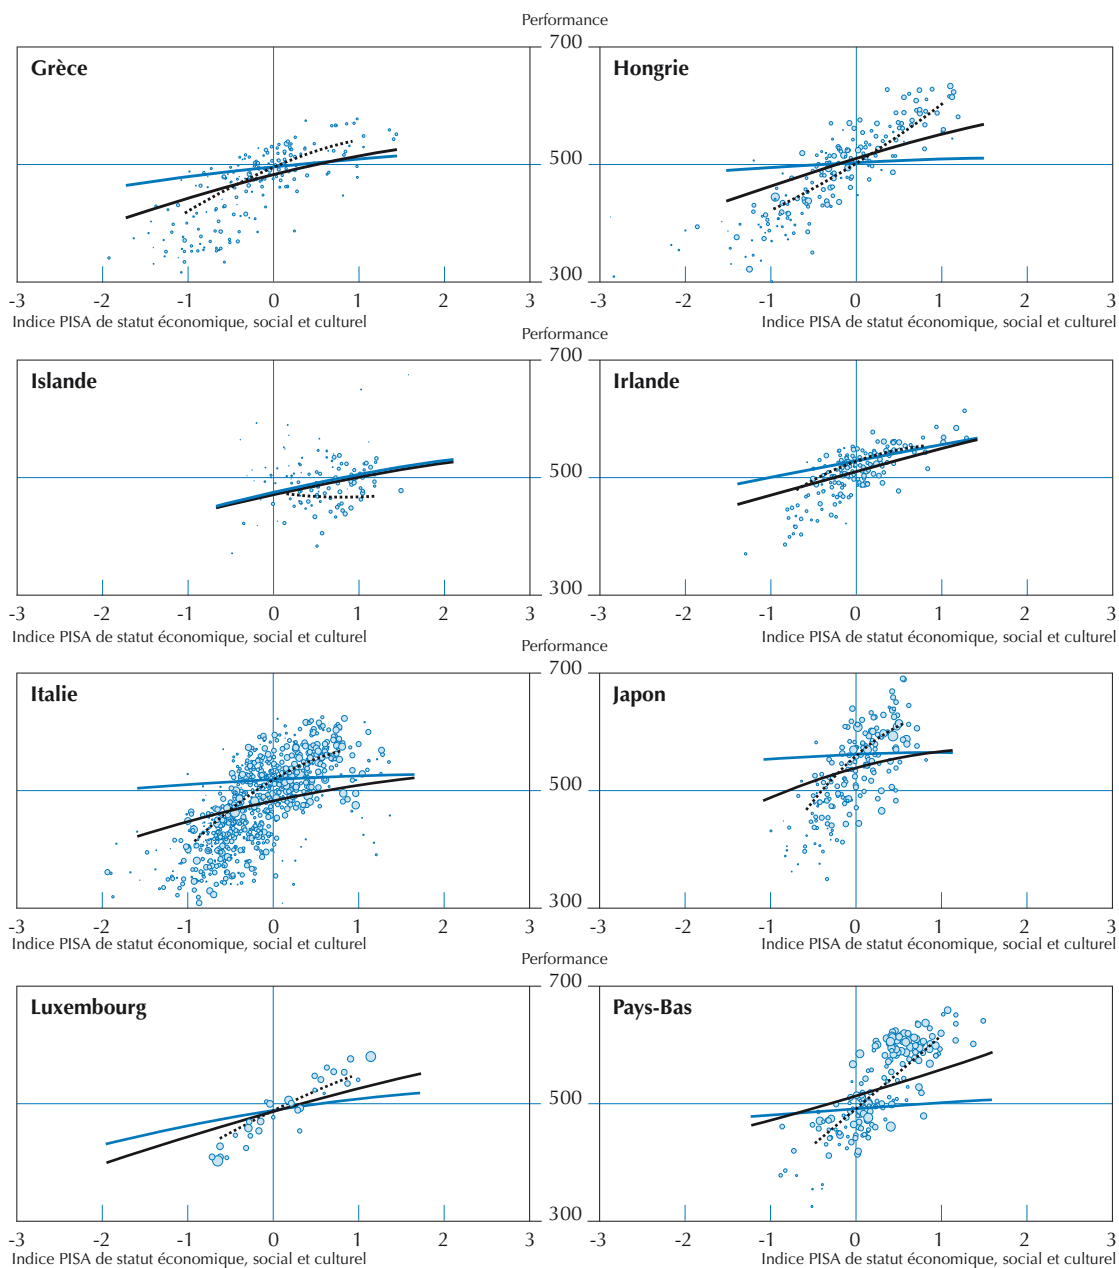 Performance
700
Grèce
Hongrie
500
300
-3 -2 -1 0 1 2 3 -3 -2 -1 0 1 2 3
Indice PISA de statut économique, social et culturel Indice PISA de statut économique, social et culturel
Performance
700
Islande
Irlande
500
300
-3 -2 -1 0 1 2 3 -3 -2 -1 0 1 2 3
Indice PISA de statut économique, social et culturel Indice PISA de statut économique, social et culturel
Performance
700
Italie
Japon
500
300
-3 -2 -1 0 1 2 3 -3 -2 -1 0 1 2 3
Indice PISA de statut économique, social et culturel Indice PISA de statut économique, social et culturel
Performance
700
Luxembourg
Pays-Bas
500
300
-3 -2 -1 0 1 2 3 -3 -2 -1 0 1 2 3
Indice PISA de statut économique, social et culturel Indice PISA de statut économique, social et culturel